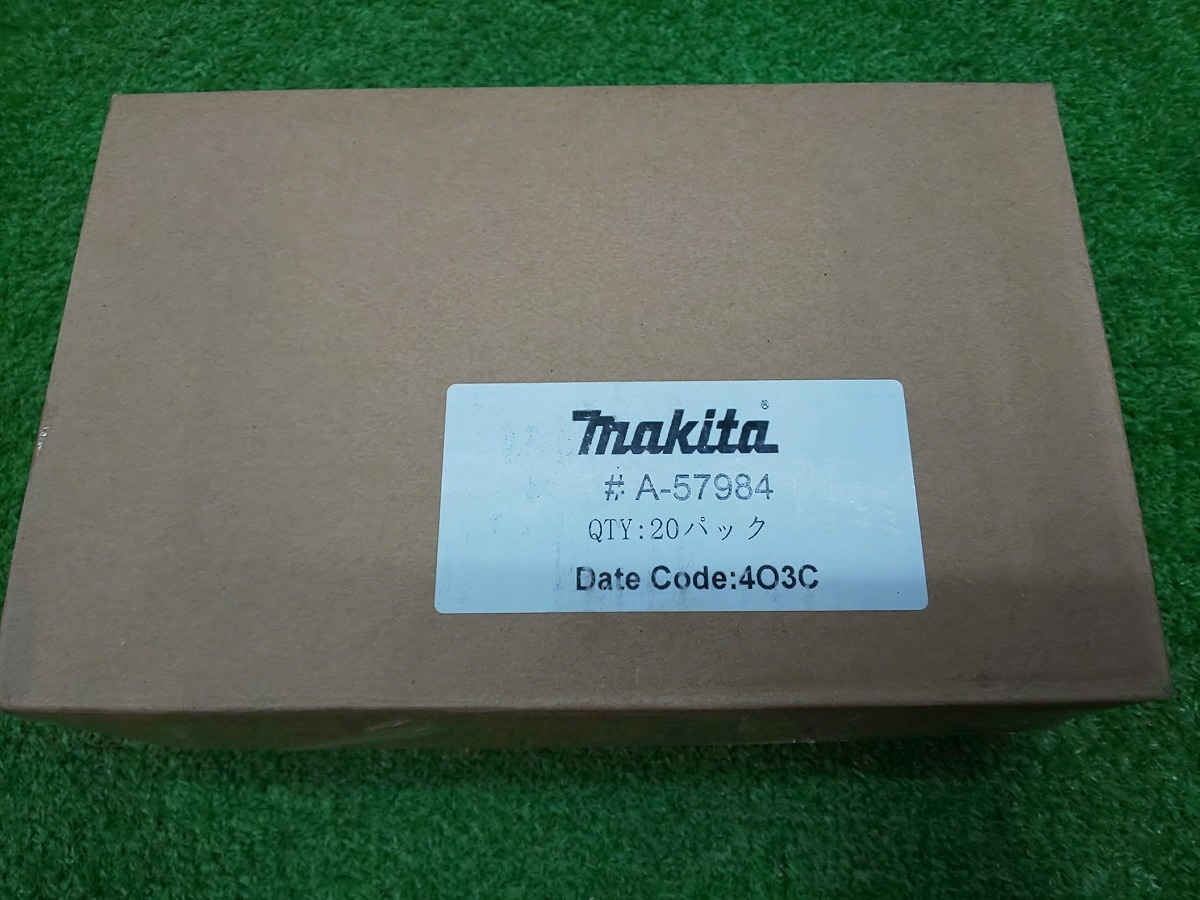 makita®
# A-57984
QTY:20パック
Date Code:4O3C